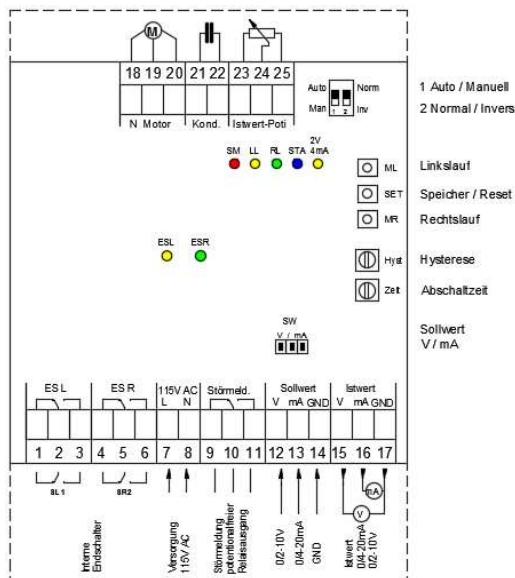 M
18 19 20 21 22 23 24 25
N Motor Kond. Istwert-Poti
Auto Norm
Man 1 2 Inv
1 Auto / Manuell
2 Normal / Invers
SM LL RL STA 2V 4mA
ML Linkslauf
SET Speicher / Reset
MR Rechtslauf
ESL ESR
Hyst Hysterese
Zeit Abschaltzeit
SW
V / mA
Sollwert
V / mA
ES L ES R 115V AC Störmeld. Sollwert Istwert
L N V mA GND V mA GND
1 2 3 4 5 6 7 8 9 10 11 12 13 14 15 16 17
SL 1 SR2
mA
V
Interne
Endschalter
Versorgung
115V AC
Störmeldung
potentionalfreier
Relaisausgang
0/2-10V
0/4-20mA
GND
Istwert
0/4-20mA
0/2-10V